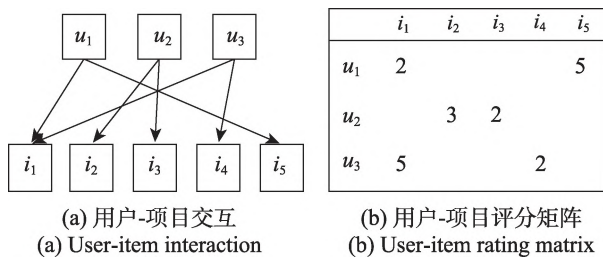 u1 u2 u3
i1 i2 i3 i4 i5
(a) 用户-项目交互
(a) User-item interaction
i1 i2 i3 i4 i5
u1 2 5
u2 3 2
u3 5 2
(b) 用户-项目评分矩阵
(b) User-item rating matrix